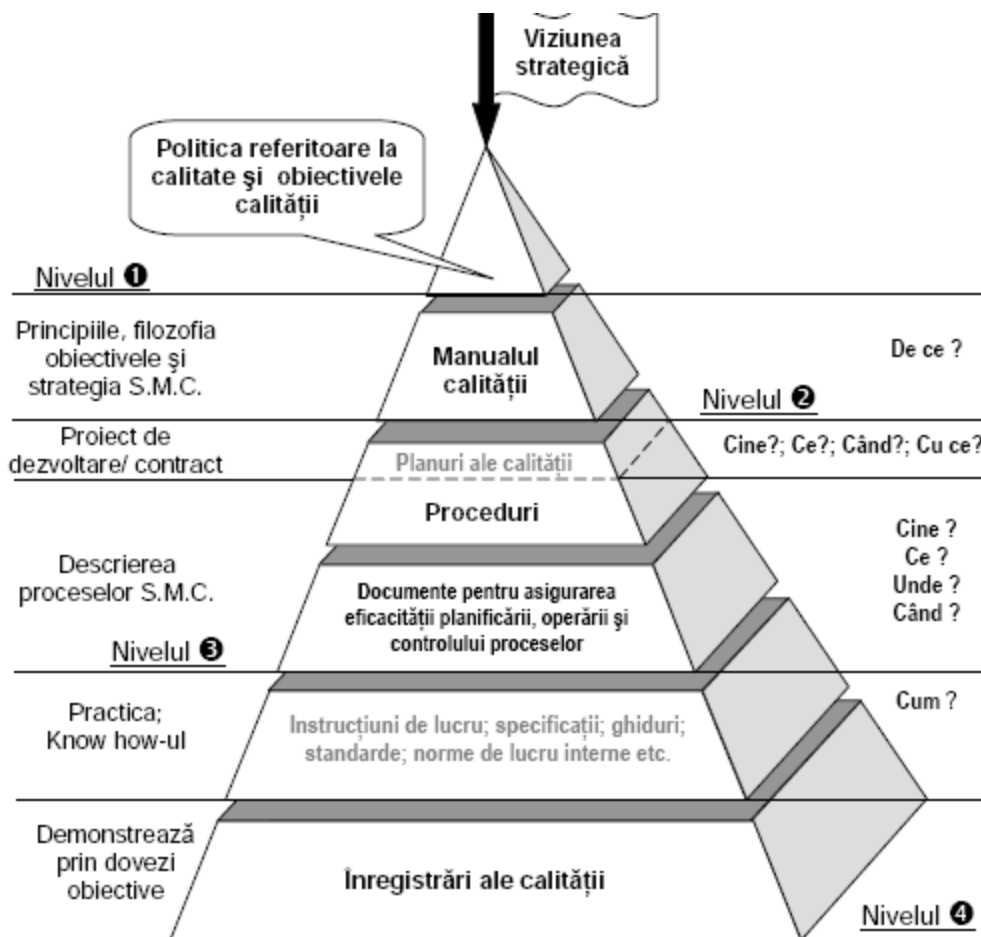 Viziunea
strategică
Politica referitoare la
calitate şi obiectivele
calităţii
Nivelul ❶
Principiile, filozofia
obiectivele şi
strategia S.M.C.
Manualul
calităţii
De ce ?
Nivelul ❷
Proiect de
dezvoltare/ contract
Planuri ale calităţii
Cine?; Ce?; Când?; Cu ce?
Proceduri
Descrierea
proceselor S.M.C.
Documente pentru asigurarea
eficacităţii planificării, operării şi
controlului proceselor
Cine ?
Ce ?
Unde ?
Când ?
Nivelul ❸
Practica;
Know how-ul
Instrucţiuni de lucru; specificaţii; ghiduri;
standarde; norme de lucru interne etc.
Cum ?
Demonstrează
prin dovezi
obiective
Înregistrări ale calităţii
Nivelul ❹